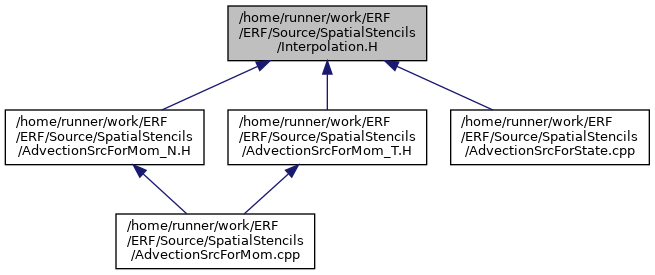 /home/runner/work/ERF
/ERF/Source/SpatialStencils
/Interpolation.H
/home/runner/work/ERF
/ERF/Source/SpatialStencils
/AdvectionSrcForMom_N.H
/home/runner/work/ERF
/ERF/Source/SpatialStencils
/AdvectionSrcForMom_T.H
/home/runner/work/ERF
/ERF/Source/SpatialStencils
/AdvectionSrcForState.cpp
/home/runner/work/ERF
/ERF/Source/SpatialStencils
/AdvectionSrcForMom.cpp